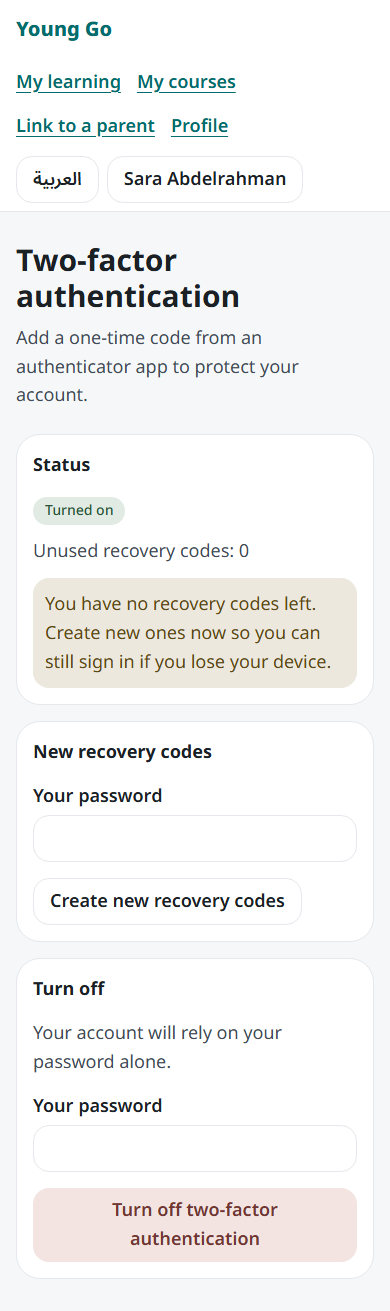 Young Go
My learning My courses
Link to a parent Profile
العربية Sara Abdelrahman
Two-factor
authentication
Add a one-time code from an
authenticator app to protect your
account.
Status
Turned on
Unused recovery codes: 0
You have no recovery codes left.
Create new ones now so you can
still sign in if you lose your device.
New recovery codes
Your password
Create new recovery codes
Turn off
Your account will rely on your
password alone.
Your password
Turn off two-factor
authentication